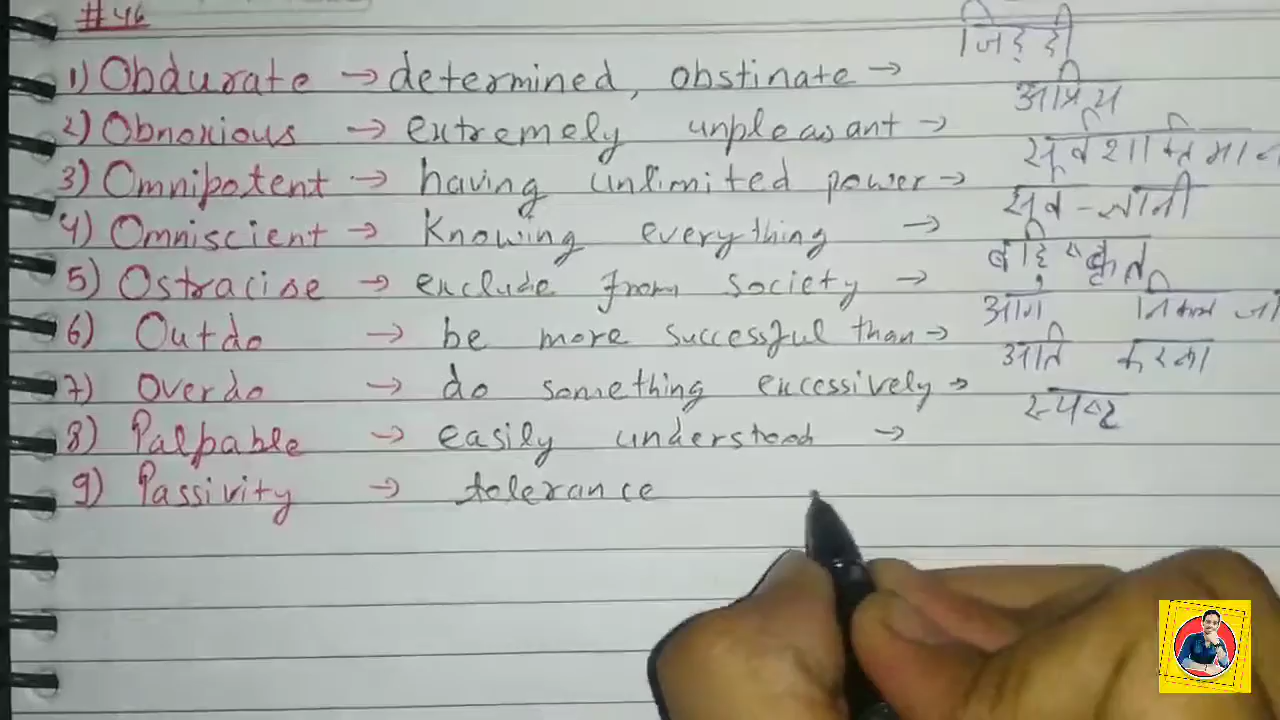 #46
1) Obdurate → determined, obstinate → जिद्दी
2) Obnoxious → extremely unpleasant → अप्रिय
3) Omnipotent → having unlimited power → सर्वशक्तिमान
4) Omniscient → Knowing everything → सर्व-ज्ञानी
5) Ostracise → exclude from society → बहिष्कृत
6) Outdo → be more successful than → आगे निकल जा
7) Overdo → do something excessively → अति करना
8) Palpable → easily understood → स्पष्ट
9) Passivity → tolerance